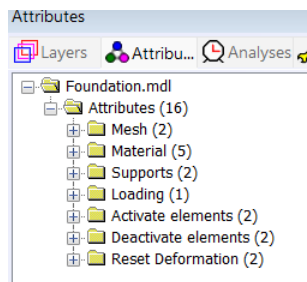 Attributes
Layers Attribu... Analyses
Foundation.mdl
Attributes (16)
Mesh (2)
Material (5)
Supports (2)
Loading (1)
Activate elements (2)
Deactivate elements (2)
Reset Deformation (2)